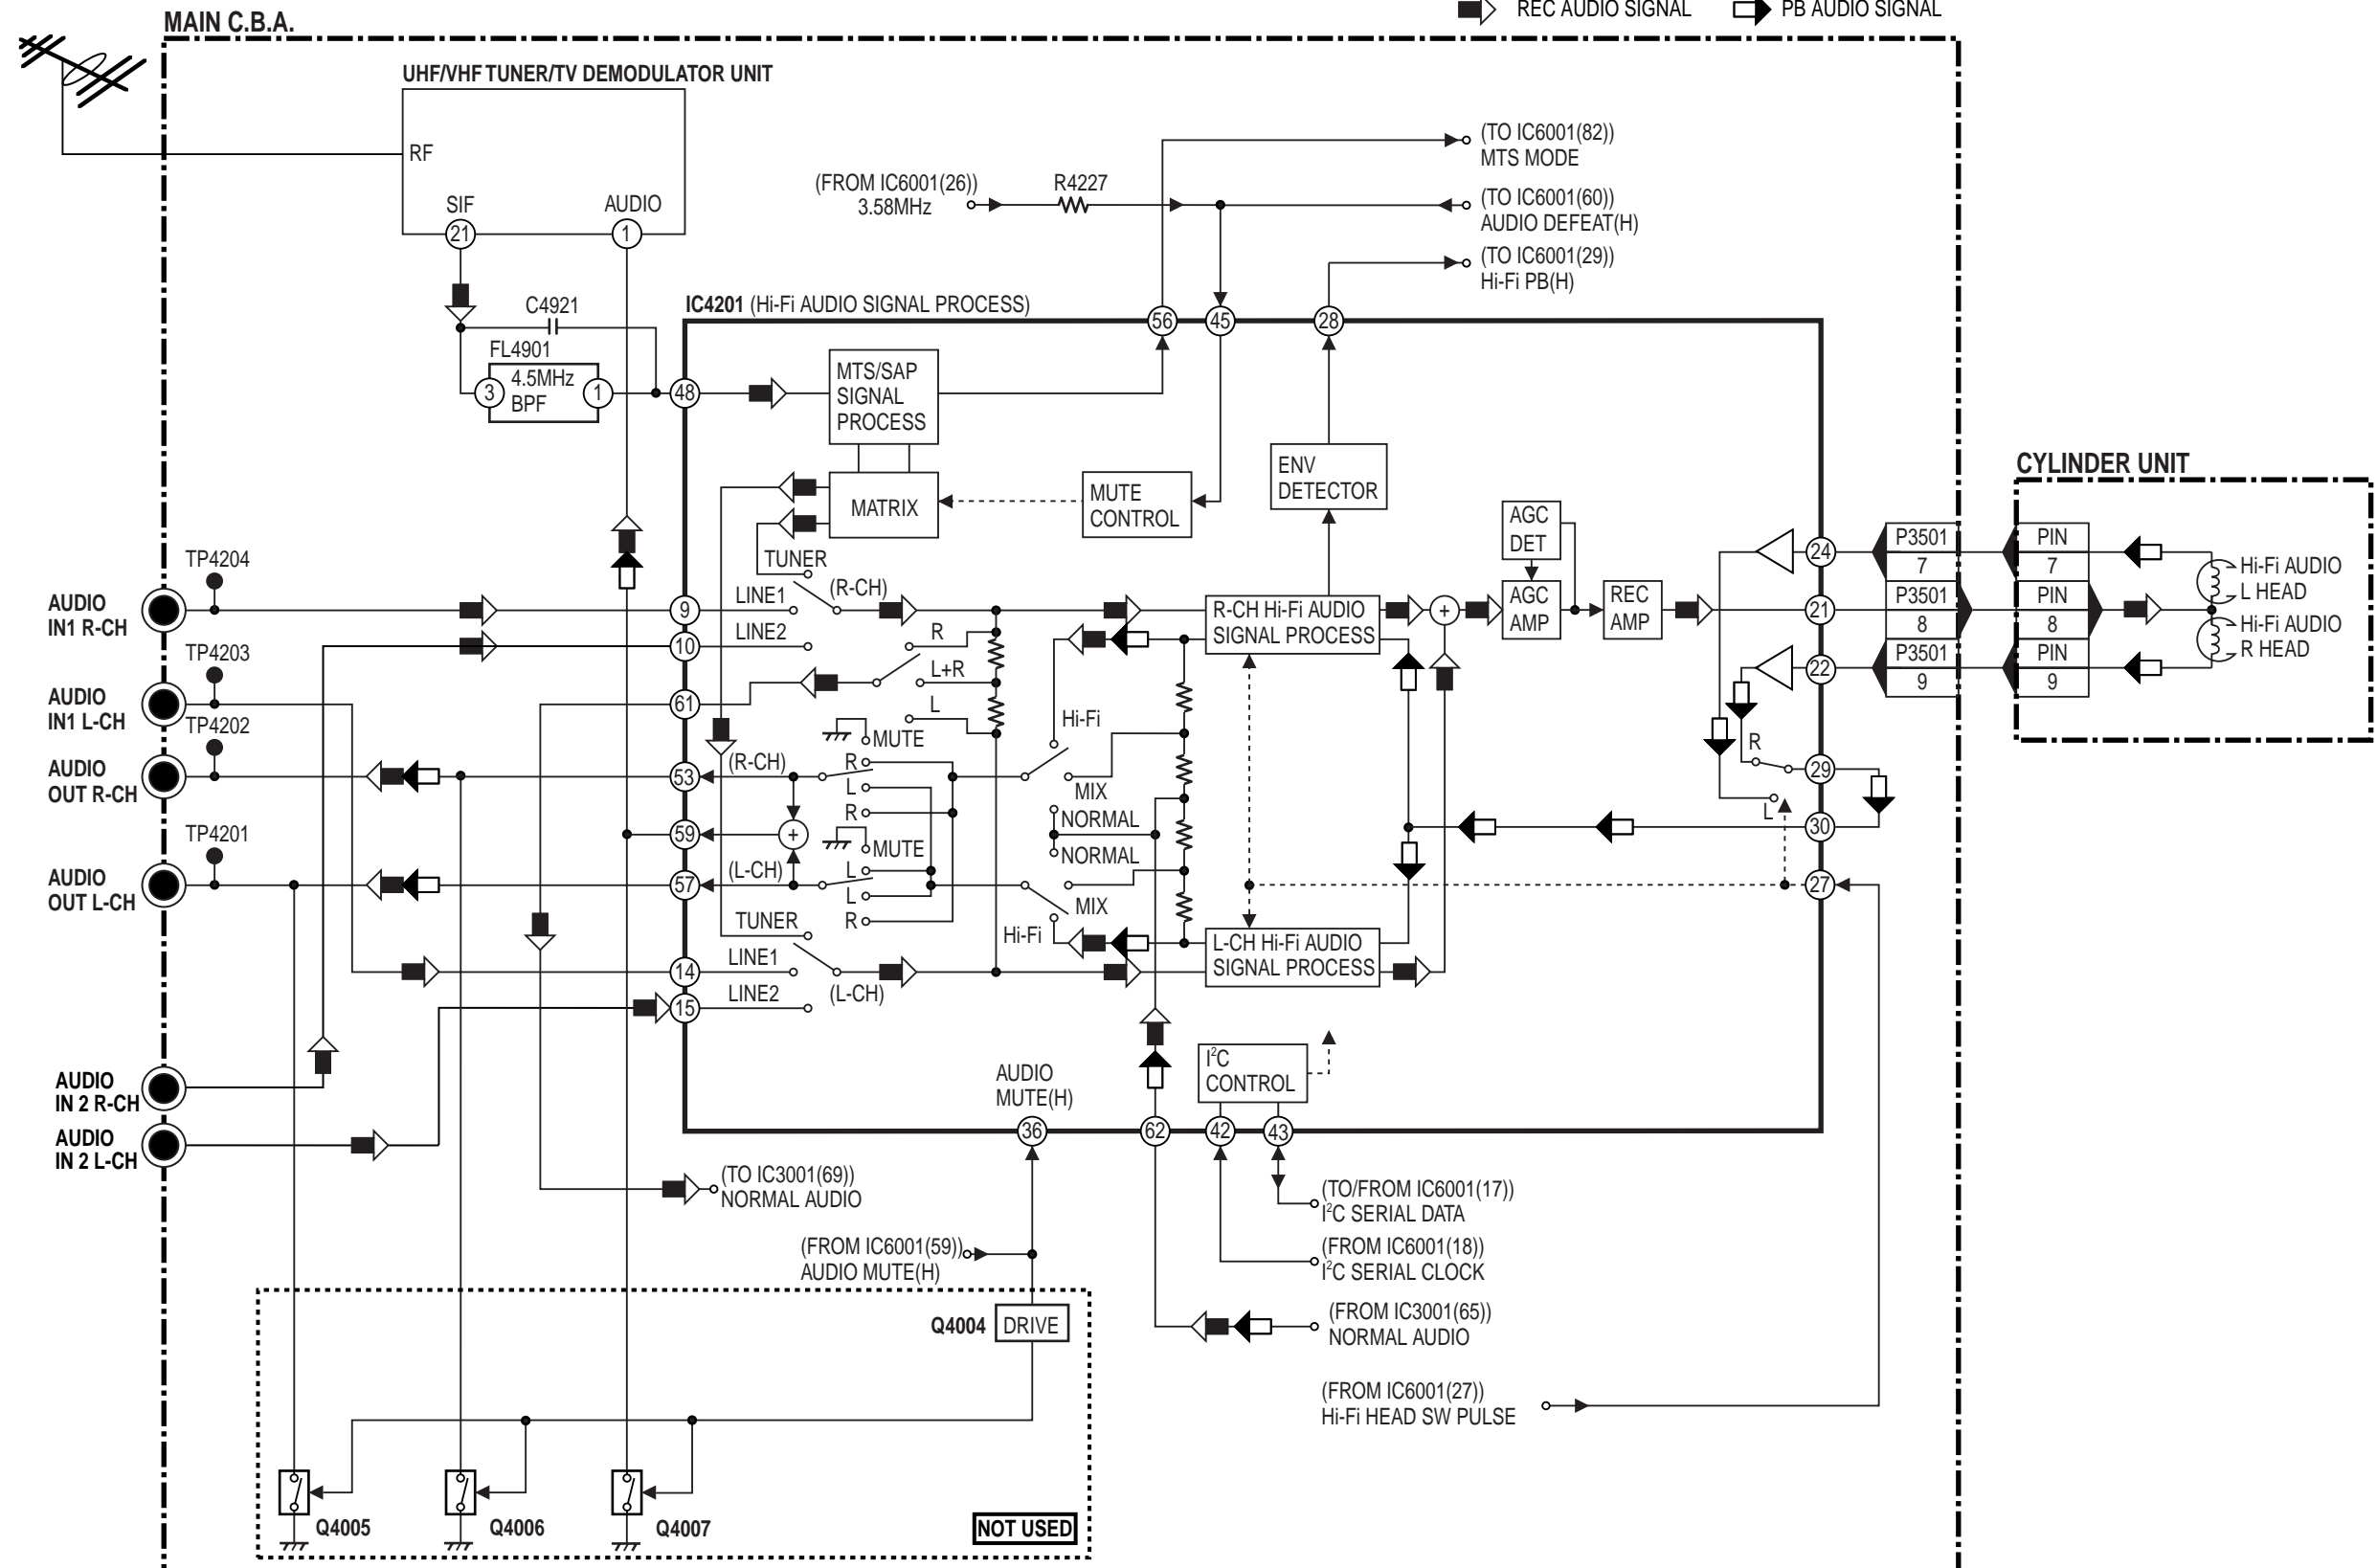 REC AUDIO SIGNAL
PB AUDIO SIGNAL
MAIN C.B.A.
UHF/VHF TUNER/TV DEMODULATOR UNIT
RF
SIF
AUDIO
21
1
(TO IC6001(82))
MTS MODE
(FROM IC6001(26))
3.58MHz
R4227
(TO IC6001(60))
AUDIO DEFEAT(H)
(TO IC6001(29))
Hi-Fi PB(H)
C4921
IC4201 (Hi-Fi AUDIO SIGNAL PROCESS)
56
45
28
FL4901
3
4.5MHz
BPF
1
48
MTS/SAP
SIGNAL
PROCESS
MATRIX
MUTE
CONTROL
ENV
DETECTOR
AGC
DET
AGC
AMP
REC
AMP
CYLINDER UNIT
24
P3501
7
PIN
7
Hi-Fi AUDIO
L HEAD
21
P3501
8
PIN
8
Hi-Fi AUDIO
R HEAD
22
P3501
9
PIN
9
TP4204
AUDIO
IN1 R-CH
9
TUNER
LINE1
(R-CH)
10
LINE2
R
L+R
L
R-CH Hi-Fi AUDIO
SIGNAL PROCESS
+
TP4203
AUDIO
IN1 L-CH
61
TP4202
AUDIO
OUT R-CH
53
(R-CH)
MUTE
R
L
R
Hi-Fi
MIX
NORMAL
NORMAL
R
29
L
30
59
+
MUTE
TP4201
AUDIO
OUT L-CH
57
(L-CH)
L
L
R
MIX
Hi-Fi
27
TUNER
LINE1
14
LINE2
(L-CH)
15
L-CH Hi-Fi AUDIO
SIGNAL PROCESS
AUDIO
IN 2 R-CH
AUDIO
IN 2 L-CH
AUDIO
MUTE(H)
I2C
CONTROL
36
62
42
43
(TO IC3001(69))
NORMAL AUDIO
(TO/FROM IC6001(17))
I2C SERIAL DATA
(FROM IC6001(59))
AUDIO MUTE(H)
(FROM IC6001(18))
I2C SERIAL CLOCK
Q4004
DRIVE
(FROM IC3001(65))
NORMAL AUDIO
(FROM IC6001(27))
Hi-Fi HEAD SW PULSE
Q4005
Q4006
Q4007
NOT USED